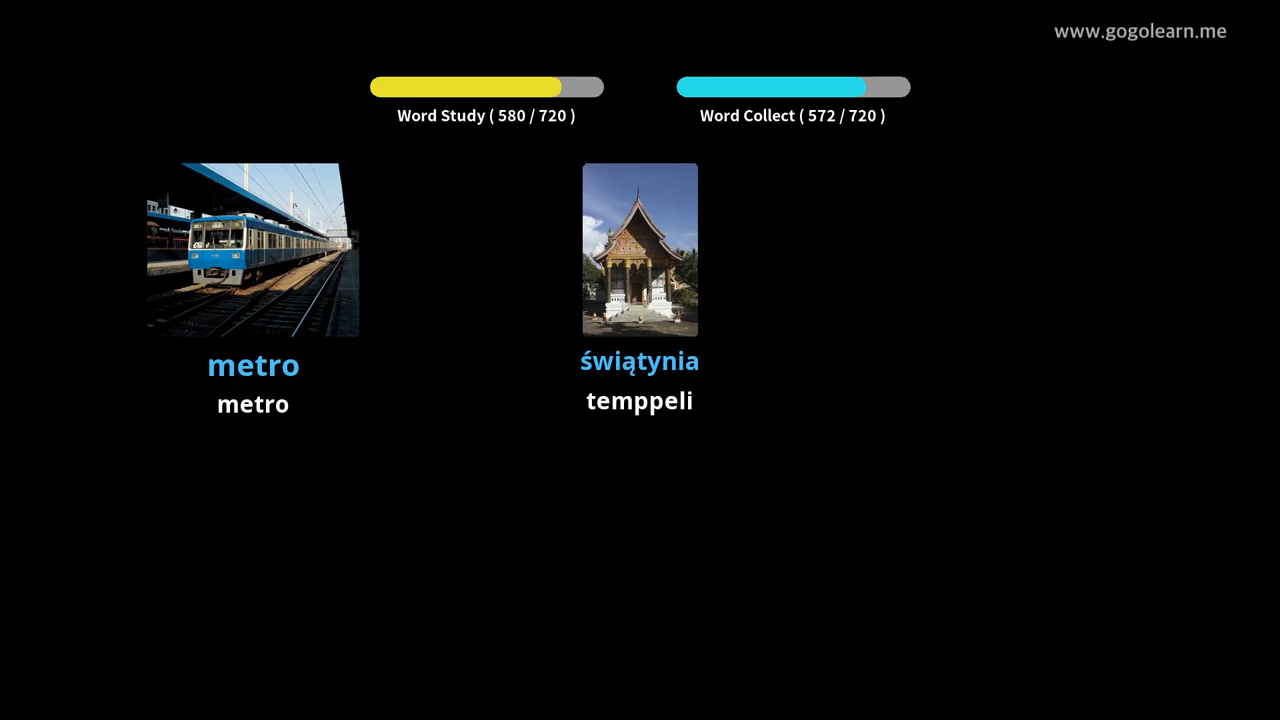 www.gogolearn.me
Word Study ( 580 / 720 )
Word Collect ( 572 / 720 )
metro
metro
świątynia
temppeli